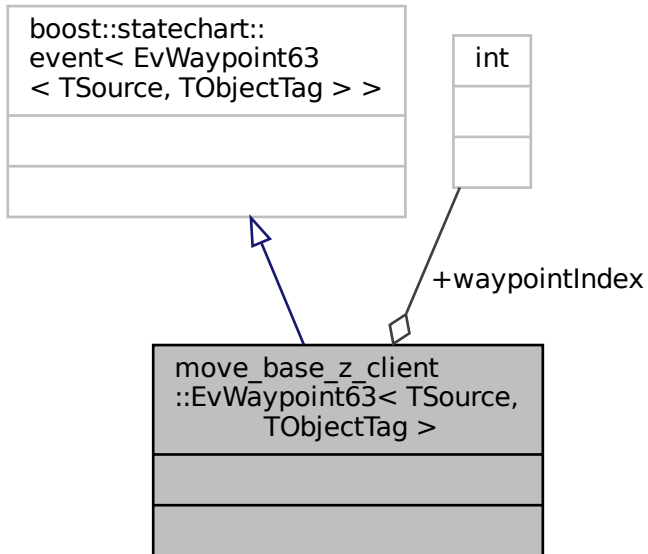 boost::statechart::
event< EvWaypoint63
< TSource, TObjectTag > >
int
+waypointIndex
move_base_z_client
::EvWaypoint63< TSource,
TObjectTag >